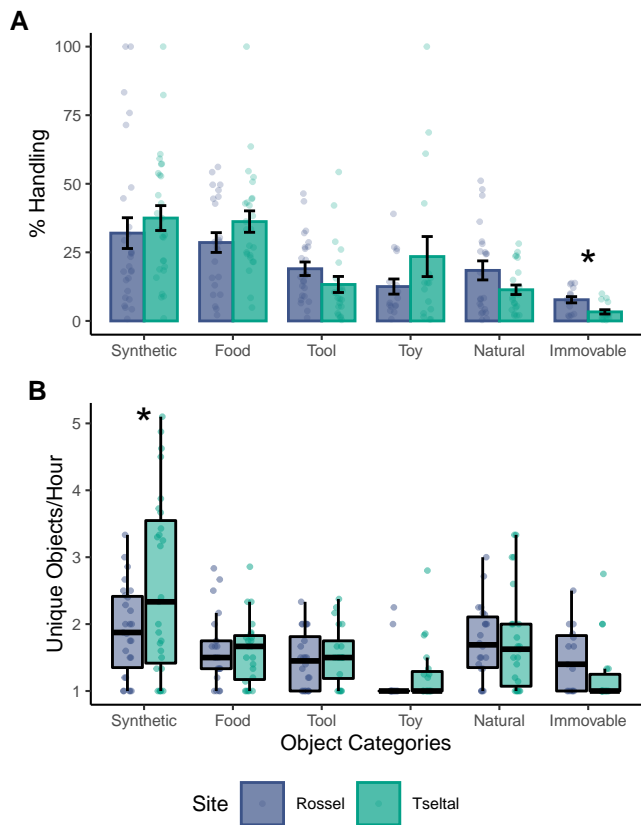 A
100
75
50
25
0
% Handling
*
Synthetic Food Tool Toy Natural Immovable
B
*
5
4
3
2
1
Unique Objects/Hour
Synthetic Food Tool Toy Natural Immovable
Object Categories
Site Rossel Tseltal